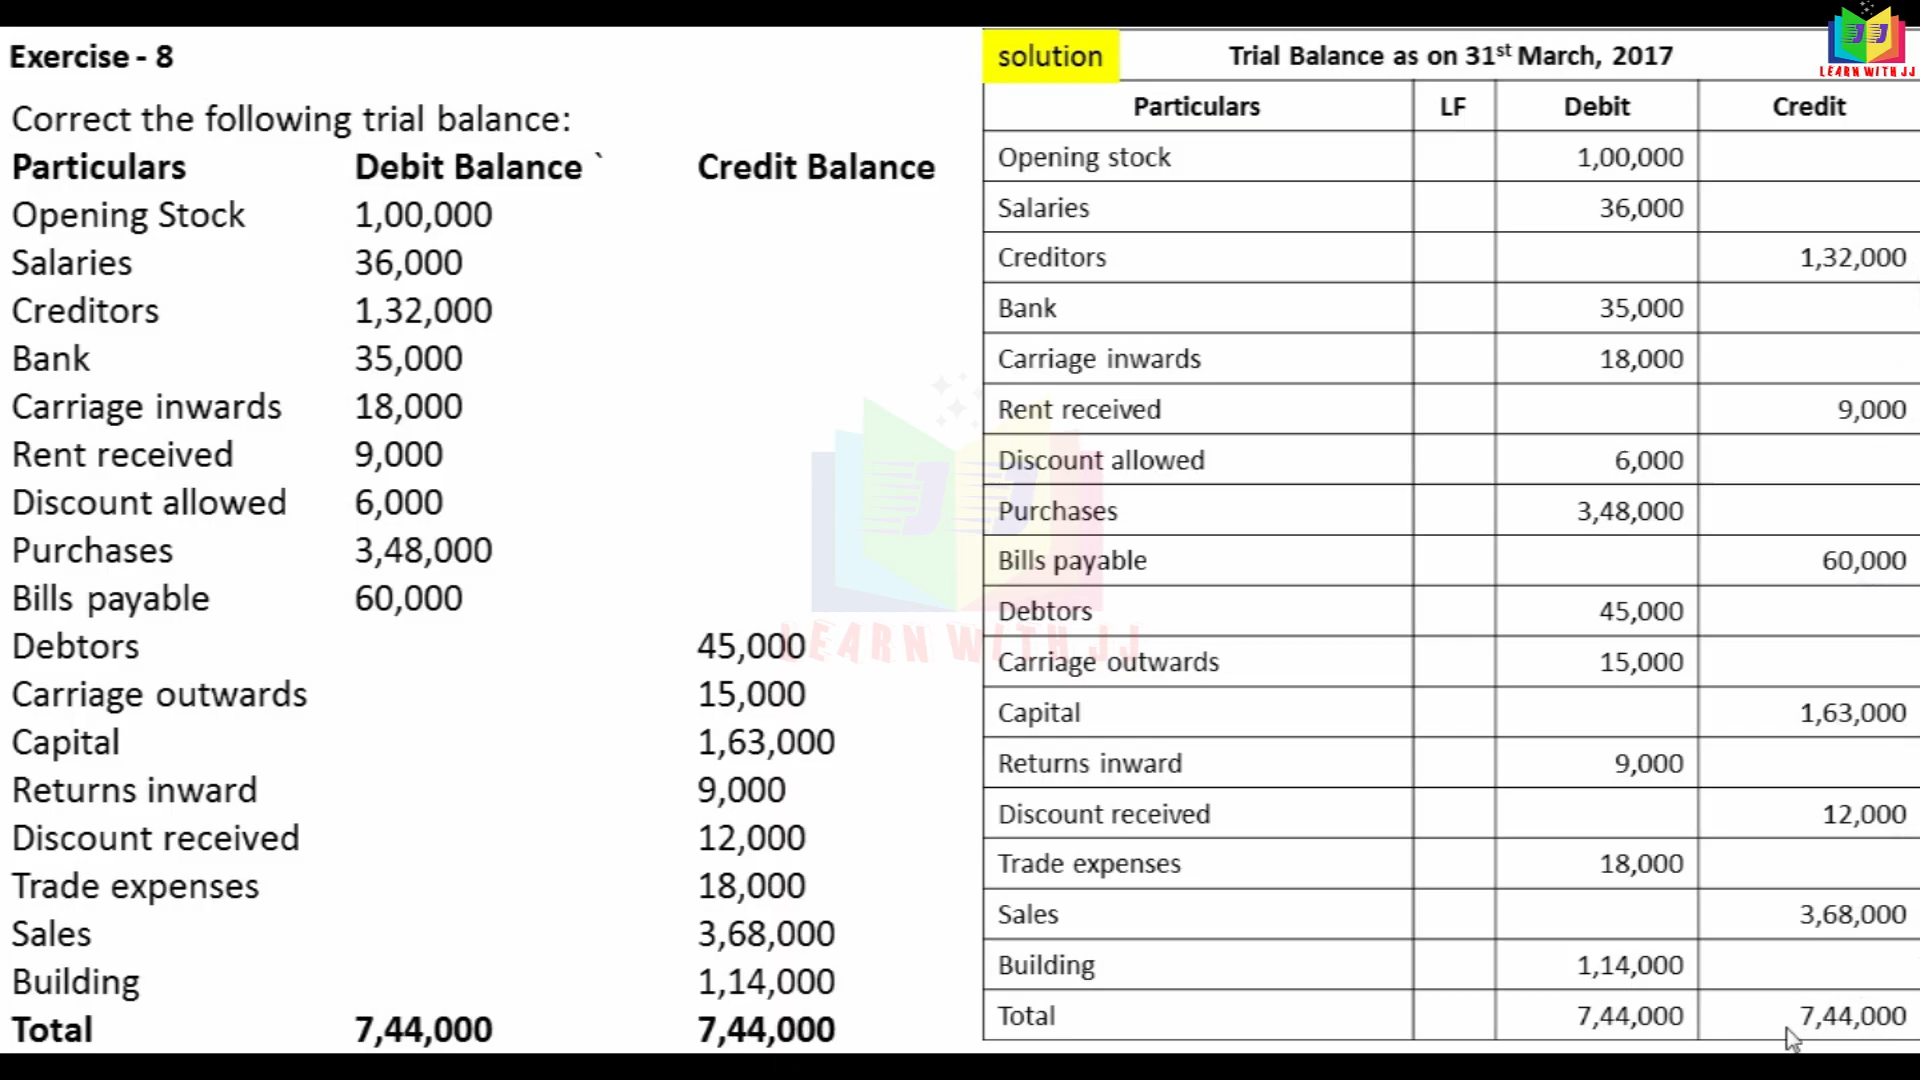 Exercise - 8
Correct the following trial balance:
Particulars Debit Balance ` Credit Balance
Opening Stock 1,00,000
Salaries 36,000
Creditors 1,32,000
Bank 35,000
Carriage inwards 18,000
Rent received 9,000
Discount allowed 6,000
Purchases 3,48,000
Bills payable 60,000
Debtors 45,000
Carriage outwards 15,000
Capital 1,63,000
Returns inward 9,000
Discount received 12,000
Trade expenses 18,000
Sales 3,68,000
Building 1,14,000
Total 7,44,000 7,44,000
solution Trial Balance as on 31st March, 2017
Particulars LF Debit Credit
Opening stock 1,00,000
Salaries 36,000
Creditors 1,32,000
Bank 35,000
Carriage inwards 18,000
Rent received 9,000
Discount allowed 6,000
Purchases 3,48,000
Bills payable 60,000
Debtors 45,000
Carriage outwards 15,000
Capital 1,63,000
Returns inward 9,000
Discount received 12,000
Trade expenses 18,000
Sales 3,68,000
Building 1,14,000
Total 7,44,000 7,44,000
JJ
LEARN WITH JJ
JJ
LEARN WITH JJ